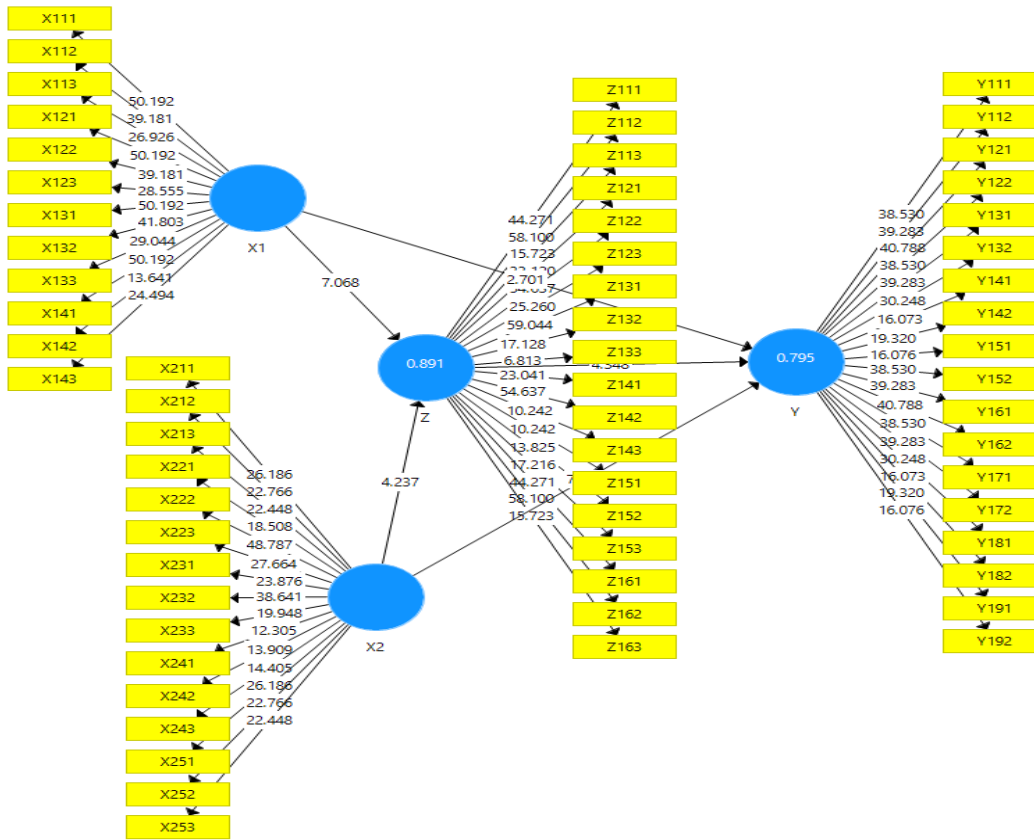 X111
X112
X113
X121
X122
X123
X131
X132
X133
X141
X142
X143
50.192
39.181
26.926
50.192
39.181
28.555
50.192
41.803
29.044
50.192
13.641
24.494
X1
7.068
2.701
X211
X212
X213
X221
X222
X223
X231
X232
X233
X241
X242
X243
X251
X252
X253
26.186
22.766
22.448
18.508
48.787
27.664
23.876
38.641
19.948
12.305
13.909
14.405
26.186
22.766
22.448
X2
4.237
0.891
Z
44.271
58.100
15.723
25.260
59.044
17.128
6.813
23.041
54.637
10.242
10.242
13.825
17.216
44.271
58.100
15.723
Z111
Z112
Z113
Z121
Z122
Z123
Z131
Z132
Z133
Z141
Z142
Z143
Z151
Z152
Z153
Z161
Z162
Z163
0.795
Y
38.530
39.283
40.788
38.530
39.283
30.248
16.073
19.320
16.076
38.530
39.283
40.788
38.530
39.283
30.248
16.073
19.320
16.076
Y111
Y112
Y121
Y122
Y131
Y132
Y141
Y142
Y151
Y152
Y161
Y162
Y171
Y172
Y181
Y182
Y191
Y192